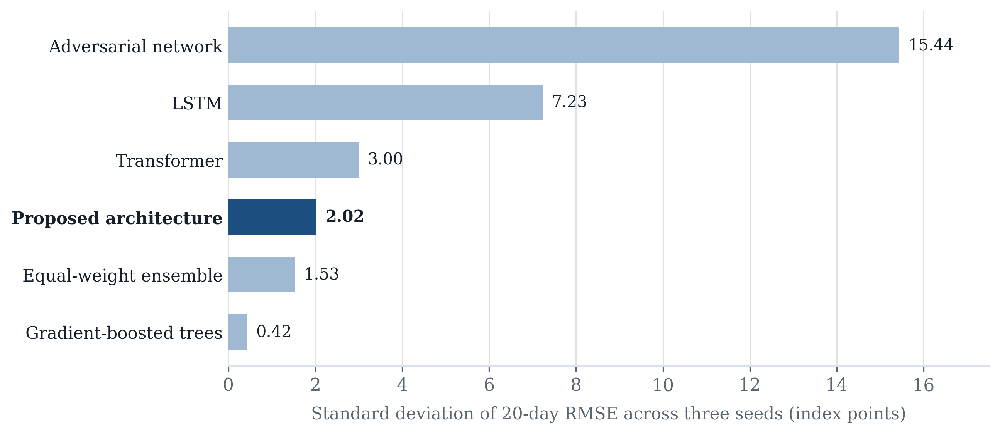 Adversarial network 15.44
LSTM 7.23
Transformer 3.00
Proposed architecture 2.02
Equal-weight ensemble 1.53
Gradient-boosted trees 0.42
0 2 4 6 8 10 12 14 16
Standard deviation of 20-day RMSE across three seeds (index points)